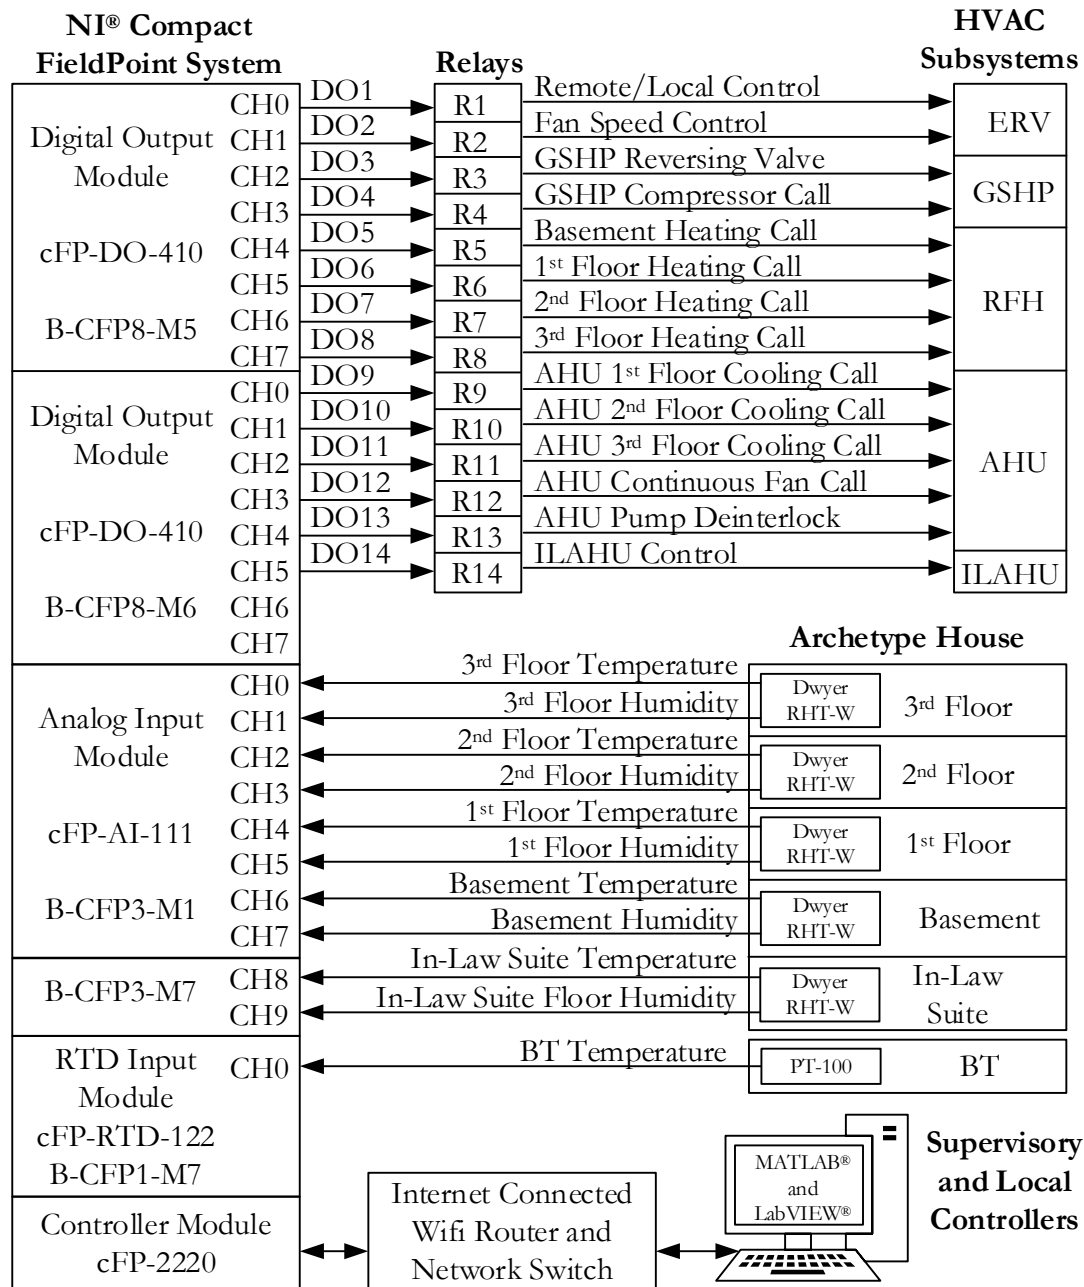 NI® Compact
FieldPoint System
Relays
HVAC
Subsystems
Digital Output
Module
cFP-DO-410
B-CFP8-M5
CH0
CH1
CH2
CH3
CH4
CH5
CH6
CH7
DO1
DO2
DO3
DO4
DO5
DO6
DO7
DO8
R1
R2
R3
R4
R5
R6
R7
R8
Remote/Local Control
Fan Speed Control
GSHP Reversing Valve
GSHP Compressor Call
Basement Heating Call
1st Floor Heating Call
2nd Floor Heating Call
3rd Floor Heating Call
ERV
GSHP
RFH
Digital Output
Module
cFP-DO-410
B-CFP8-M6
CH0
CH1
CH2
CH3
CH4
CH5
CH6
CH7
DO9
DO10
DO11
DO12
DO13
DO14
R9
R10
R11
R12
R13
R14
AHU 1st Floor Cooling Call
AHU 2nd Floor Cooling Call
AHU 3rd Floor Cooling Call
AHU Continuous Fan Call
AHU Pump Deinterlock
ILAHU Control
AHU
ILAHU
Archetype House
Analog Input
Module
cFP-AI-111
B-CFP3-M1
CH0
CH1
CH2
CH3
CH4
CH5
CH6
CH7
3rd Floor Temperature
3rd Floor Humidity
2nd Floor Temperature
2nd Floor Humidity
1st Floor Temperature
1st Floor Humidity
Basement Temperature
Basement Humidity
Dwyer
RHT-W
3rd Floor
Dwyer
RHT-W
2nd Floor
Dwyer
RHT-W
1st Floor
Dwyer
RHT-W
Basement
B-CFP3-M7
CH8
CH9
In-Law Suite Temperature
In-Law Suite Floor Humidity
Dwyer
RHT-W
In-Law
Suite
RTD Input
Module
cFP-RTD-122
B-CFP1-M7
CH0
BT Temperature
PT-100
BT
Controller Module
cFP-2220
Internet Connected
Wifi Router and
Network Switch
MATLAB®
and
LabVIEW®
Supervisory
and Local
Controllers